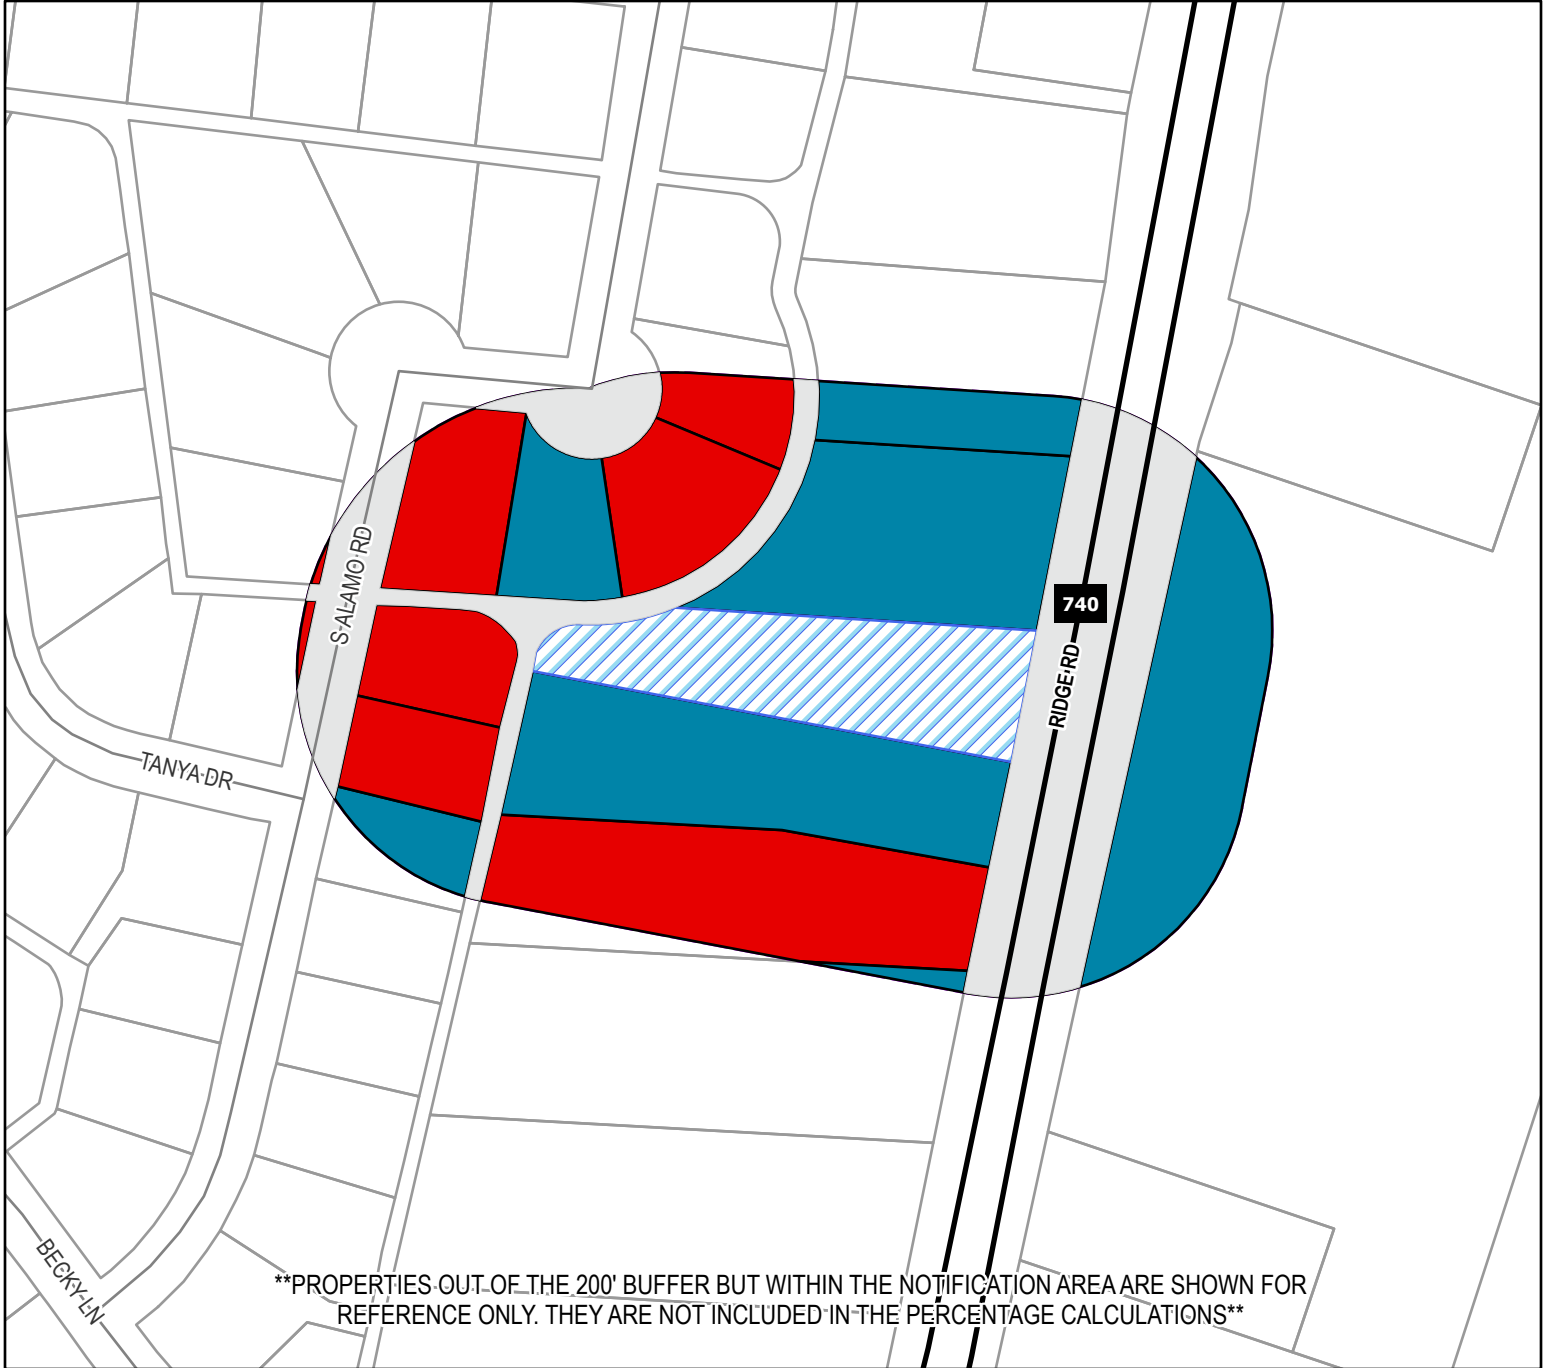 S ALAMO RD
740
RIDGE RD
TANYA DR
BECKY LN
**PROPERTIES OUT OF THE 200' BUFFER BUT WITHIN THE NOTIFICATION AREA ARE SHOWN FOR
REFERENCE ONLY. THEY ARE NOT INCLUDED IN THE PERCENTAGE CALCULATIONS**